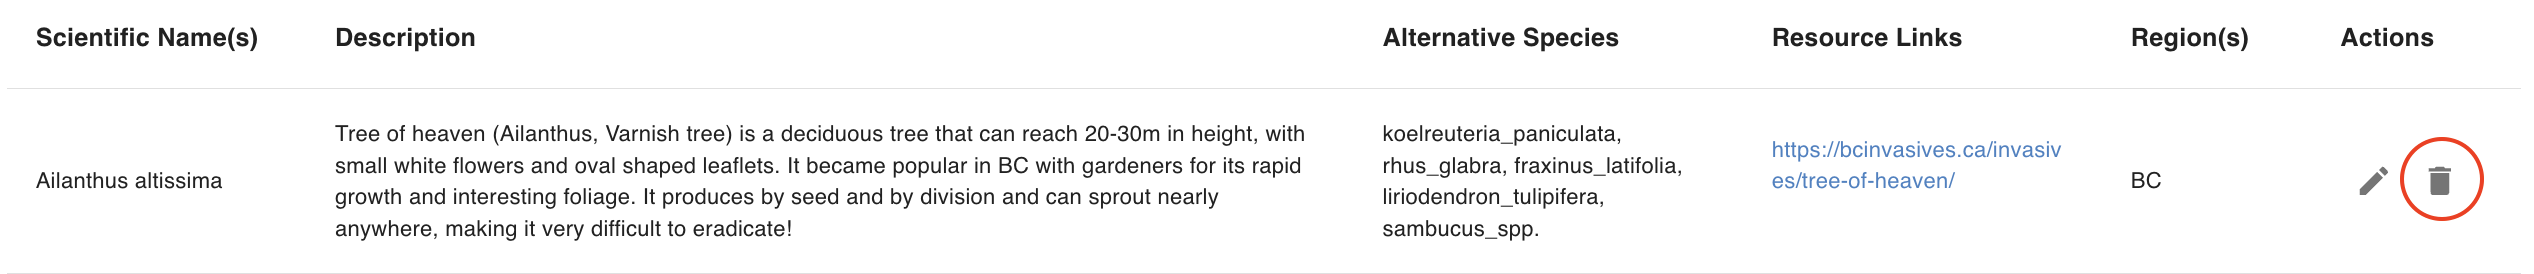 Scientific Name(s)
Description
Alternative Species
Resource Links
Region(s)
Actions
Ailanthus altissima
Tree of heaven (Ailanthus, Varnish tree) is a deciduous tree that can reach 20-30m in height, with
small white flowers and oval shaped leaflets. It became popular in BC with gardeners for its rapid
growth and interesting foliage. It produces by seed and by division and can sprout nearly
anywhere, making it very difficult to eradicate!
koelreuteria_paniculata,
rhus_glabra, fraxinus_latifolia,
liriodendron_tulipifera,
sambucus_spp.
https://bcinvasives.ca/invasiv
es/tree-of-heaven/
BC